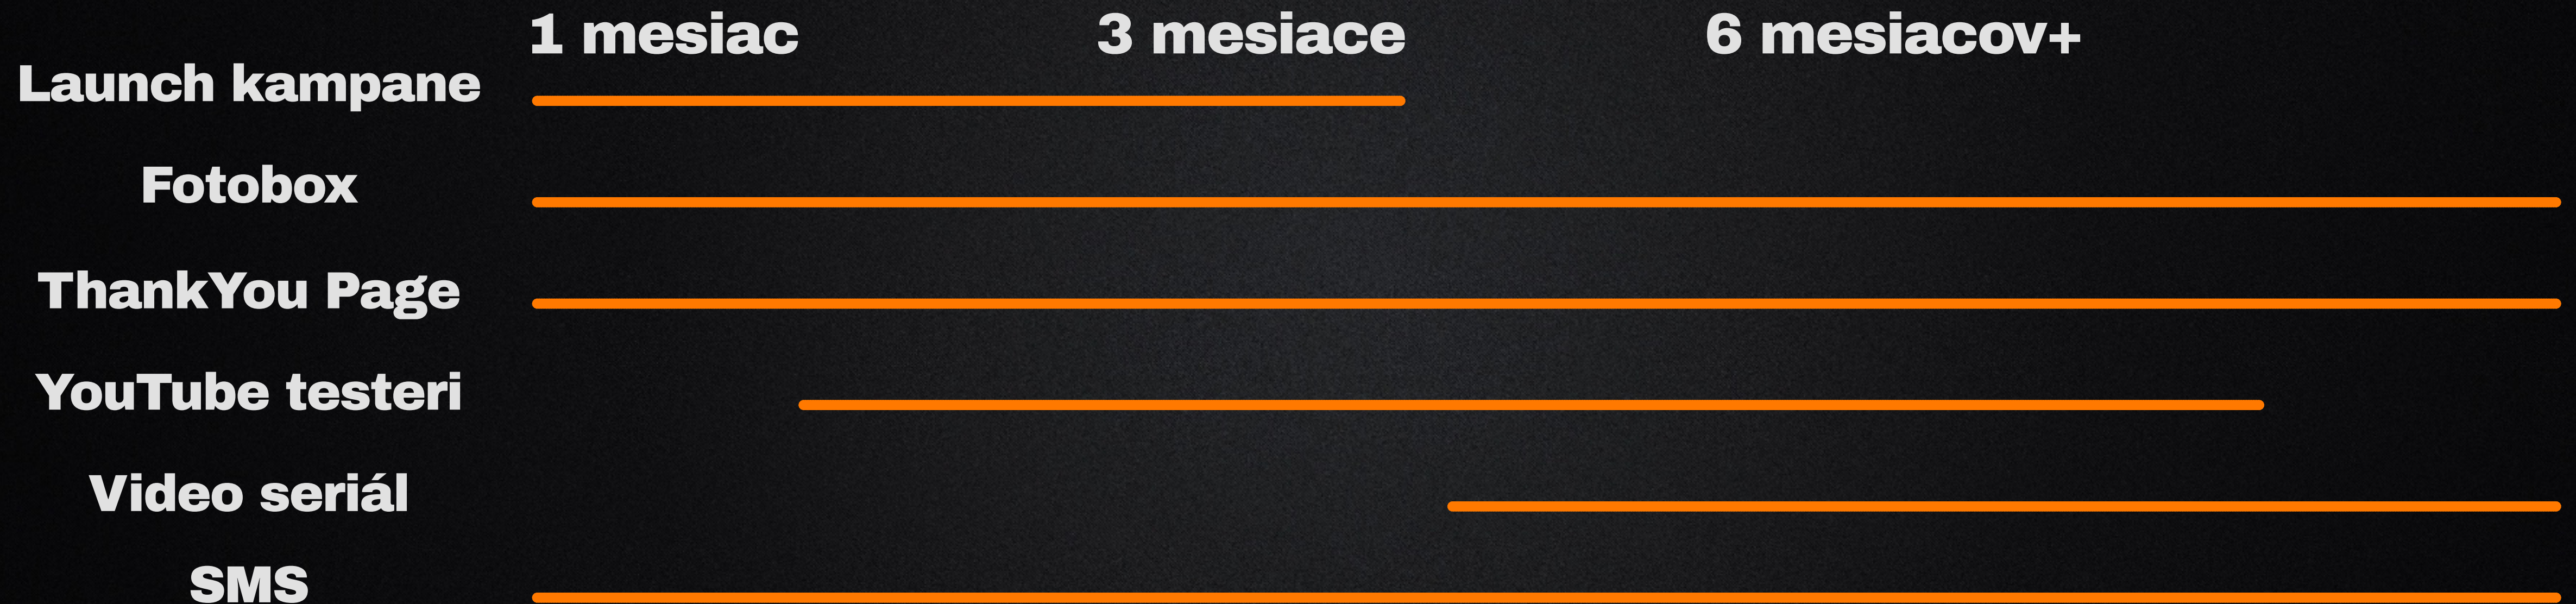 1 mesiac 3 mesiace 6 mesiacov+
Launch kampane
Fotobox
ThankYou Page
YouTube testeri
Video seriál
SMS